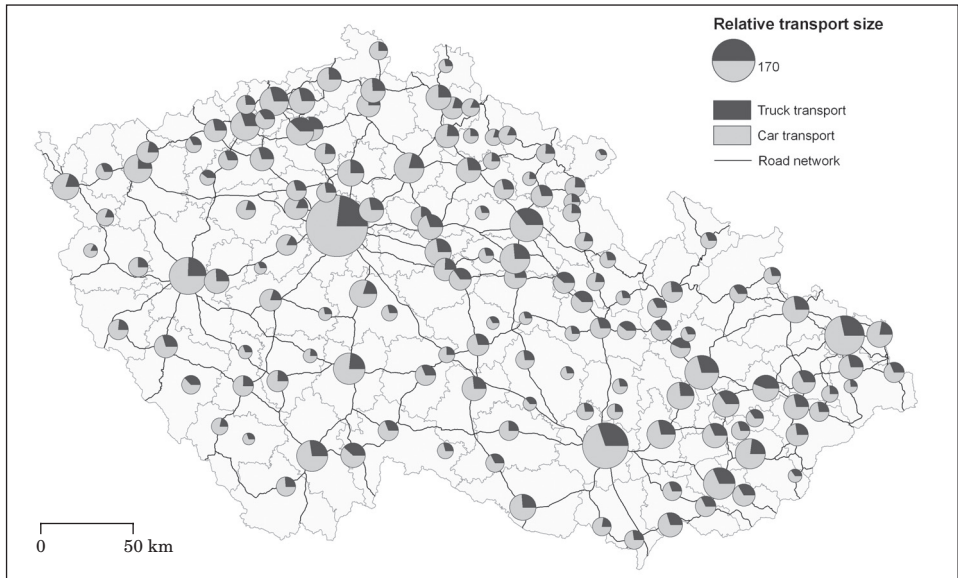 Relative transport size
170
Truck transport
Car transport
Road network
0 50 km